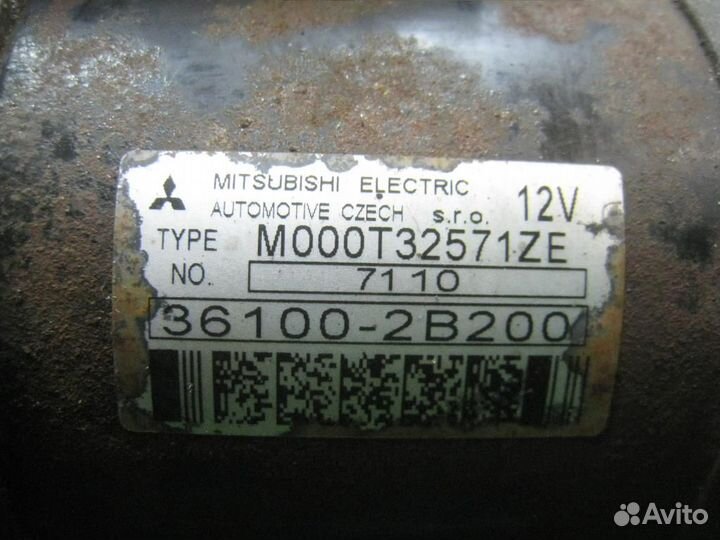 MITSUBISHI ELECTRIC
AUTOMOTIVE CZECH s.r.o. 12V
TYPE M000T32571ZE
NO. 7110
36100-2B200
Avito